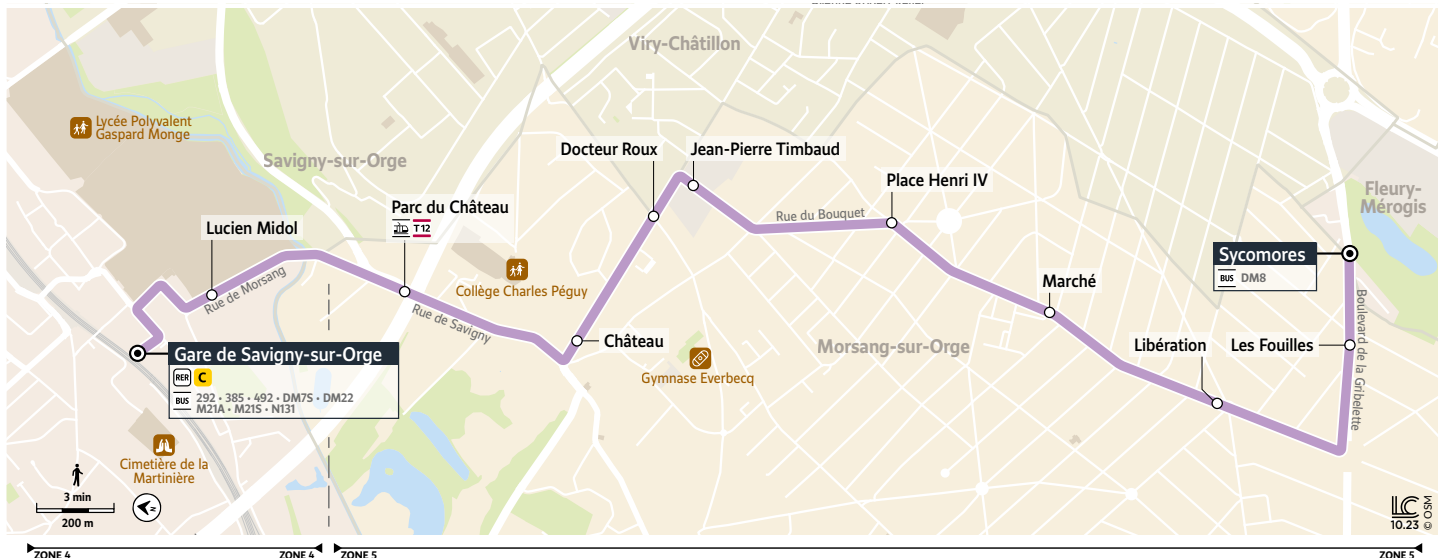 Viry-Châtillon
Lycée Polyvalent
Gaspard Monge
Savigny-sur-Orge
Docteur Roux
Jean-Pierre Timbaud
Place Henri IV
Fleury-
Mérogis
Parc du Château
T12
Lucien Midol
Rue du Bouquet
Sycomores
BUS DM8
Rue de Morsang
Collège Charles Péguy
Marché
Rue de Savigny
Boulevard de la Gribelette
Château
Libération
Les Fouilles
Gare de Savigny-sur-Orge
RER C
BUS 292 • 385 • 492 • DM7S • DM22
M21A • M21S • N131
Morsang-sur-Orge
Gymnase Everbecq
Cimetière de la
Martinière
3 min
200 m
N
LC
10.23 © OSM
ZONE 4
ZONE 4
ZONE 5
ZONE 5